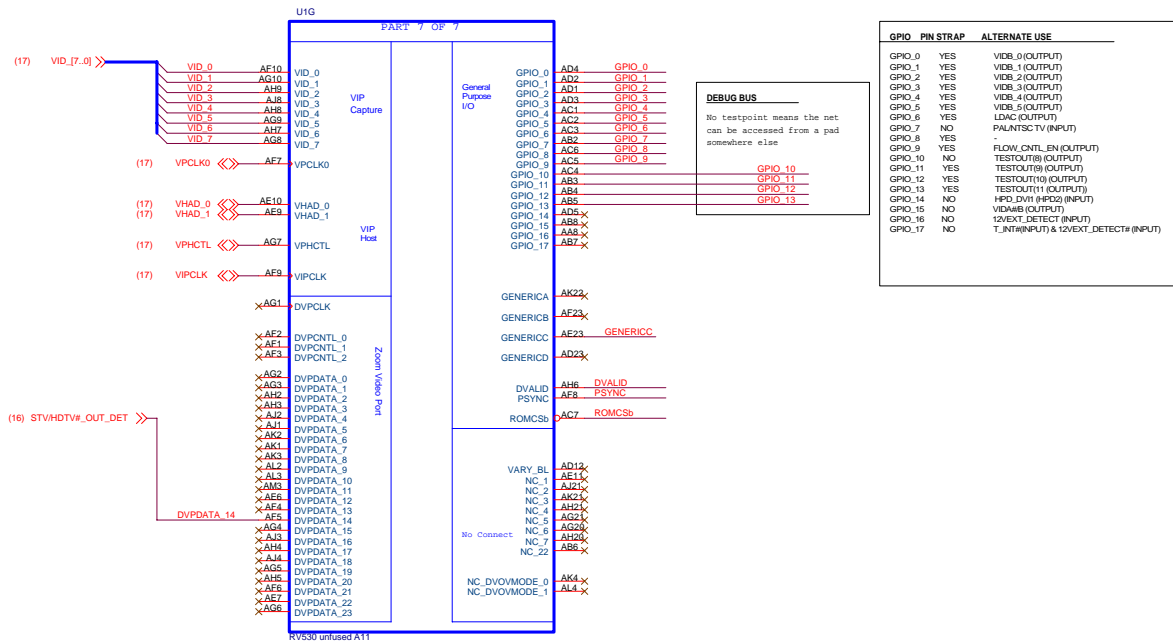 U1G
PART 7 OF 7
(17) VID_[7..0]
VID_0 AF10 VID_0
VID_1 AG10 VID_1
VID_2 AH9 VID_2
VID_3 AJ8 VID_3
VID_4 AH8 VID_4
VID_5 AG9 VID_5
VID_6 AH7 VID_6
VID_7 AG8 VID_7
VIP
Capture
(17) VPCLK0 AF7 VPCLK0
(17) VHAD_0 AE10 VHAD_0
(17) VHAD_1 AE9 VHAD_1
VIP
Host
(17) VPHCTL AG7 VPHCTL
(17) VIPCLK AF9 VIPCLK
AG1 DVPCLK
AF2 DVPCNTL_0
AF1 DVPCNTL_1
AF3 DVPCNTL_2
Zoom Video Port
AG2 DVPDATA_0
AG3 DVPDATA_1
AH2 DVPDATA_2
AH3 DVPDATA_3
AJ2 DVPDATA_4
AJ1 DVPDATA_5
AK2 DVPDATA_6
AK1 DVPDATA_7
AK3 DVPDATA_8
AL2 DVPDATA_9
AL3 DVPDATA_10
AM3 DVPDATA_11
AE6 DVPDATA_12
AF4 DVPDATA_13
(16) STV/HDTV#_OUT_DET
DVPDATA_14 AF5 DVPDATA_14
AG4 DVPDATA_15
AJ3 DVPDATA_16
AH4 DVPDATA_17
AJ4 DVPDATA_18
AG5 DVPDATA_19
AH5 DVPDATA_20
AF6 DVPDATA_21
AE7 DVPDATA_22
AG6 DVPDATA_23
RV530 unfused A11
General
Purpose
I/O
GPIO_0 AD4 GPIO_0
GPIO_1 AD2 GPIO_1
GPIO_2 AD1 GPIO_2
GPIO_3 AD3 GPIO_3
GPIO_4 AC1 GPIO_4
GPIO_5 AC2 GPIO_5
GPIO_6 AC3 GPIO_6
GPIO_7 AB2 GPIO_7
GPIO_8 AC6 GPIO_8
GPIO_9 AC5 GPIO_9
GPIO_10 AC4 GPIO_10
GPIO_11 AB3 GPIO_11
GPIO_12 AB4 GPIO_12
GPIO_13 AB5 GPIO_13
GPIO_14 AD5
GPIO_15 AB8
GPIO_16 AA8
GPIO_17 AB7
GENERICA AK22
GENERICB AF23
GENERICC AE23 GENERICC
GENERICD AD23
DVALID AH6 DVALID
PSYNC AF8 PSYNC
ROMCSb AC7 ROMCSb
No Connect
VARY_BL AD12
NC_1 AE11
NC_2 AJ21
NC_3 AK21
NC_4 AH21
NC_5 AG21
NC_6 AG20
NC_7 AH20
NC_22 AB6
NC_DVOVMODE_0 AK4
NC_DVOVMODE_1 AL4
DEBUG BUS
No testpoint means the net
can be accessed from a pad
somewhere else
GPIO PIN STRAP ALTERNATE USE
GPIO_0 YES VIDB_0 (OUTPUT)
GPIO_1 YES VIDB_1 (OUTPUT)
GPIO_2 YES VIDB_2 (OUTPUT)
GPIO_3 YES VIDB_3 (OUTPUT)
GPIO_4 YES VIDB_4 (OUTPUT)
GPIO_5 YES VIDB_5 (OUTPUT)
GPIO_6 YES LDAC (OUTPUT)
GPIO_7 NO PAL/NTSC TV (INPUT)
GPIO_8 YES -
GPIO_9 YES FLOW_CNTL_EN (OUTPUT)
GPIO_10 NO TESTOUT(8) (OUTPUT)
GPIO_11 YES TESTOUT(9) (OUTPUT)
GPIO_12 YES TESTOUT(10) (OUTPUT)
GPIO_13 YES TESTOUT(11 (OUTPUT))
GPIO_14 NO HPD_DVI1 (HPD2) (INPUT)
GPIO_15 NO VIDA#/B (OUTPUT)
GPIO_16 NO 12VEXT_DETECT (INPUT)
GPIO_17 NO T_INT#(INPUT) & 12VEXT_DETECT# (INPUT)